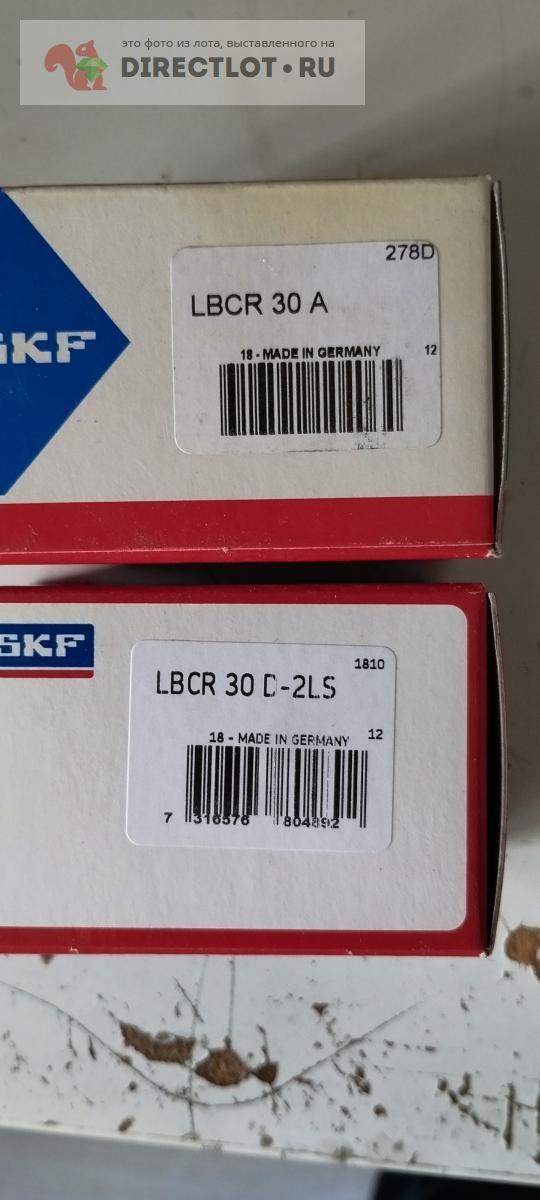 это фото из лота, выставленного на
DIRECTLOT•RU
278D
LBCR 30 A
SKF
18 - MADE IN GERMANY
12
SKF
1810
LBCR 30 D-2LS
18 - MADE IN GERMANY
12
7 316576 804892